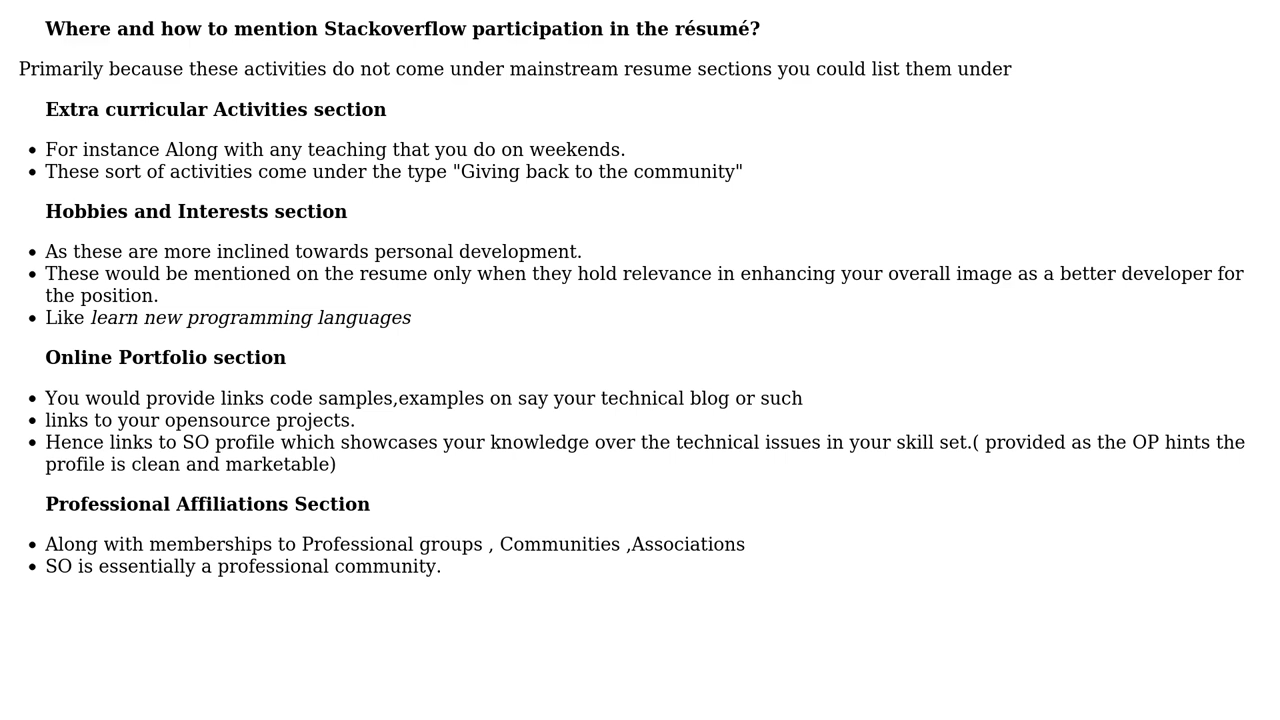 Where and how to mention Stackoverflow participation in the résumé?
Primarily because these activities do not come under mainstream resume sections you could list them under
Extra curricular Activities section
• For instance Along with any teaching that you do on weekends.
• These sort of activities come under the type "Giving back to the community"
Hobbies and Interests section
• As these are more inclined towards personal development.
• These would be mentioned on the resume only when they hold relevance in enhancing your overall image as a better developer for
the position.
• Like learn new programming languages
Online Portfolio section
• You would provide links code samples,examples on say your technical blog or such
• links to your opensource projects.
• Hence links to SO profile which showcases your knowledge over the technical issues in your skill set.( provided as the OP hints the
profile is clean and marketable)
Professional Affiliations Section
• Along with memberships to Professional groups , Communities ,Associations
• SO is essentially a professional community.